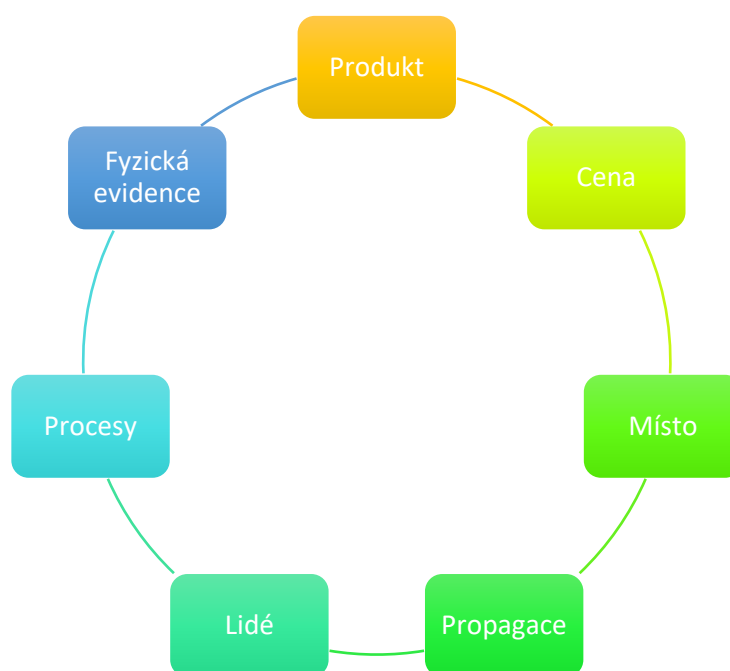 Produkt
Cena
Místo
Propagace
Lidé
Procesy
Fyzická
evidence